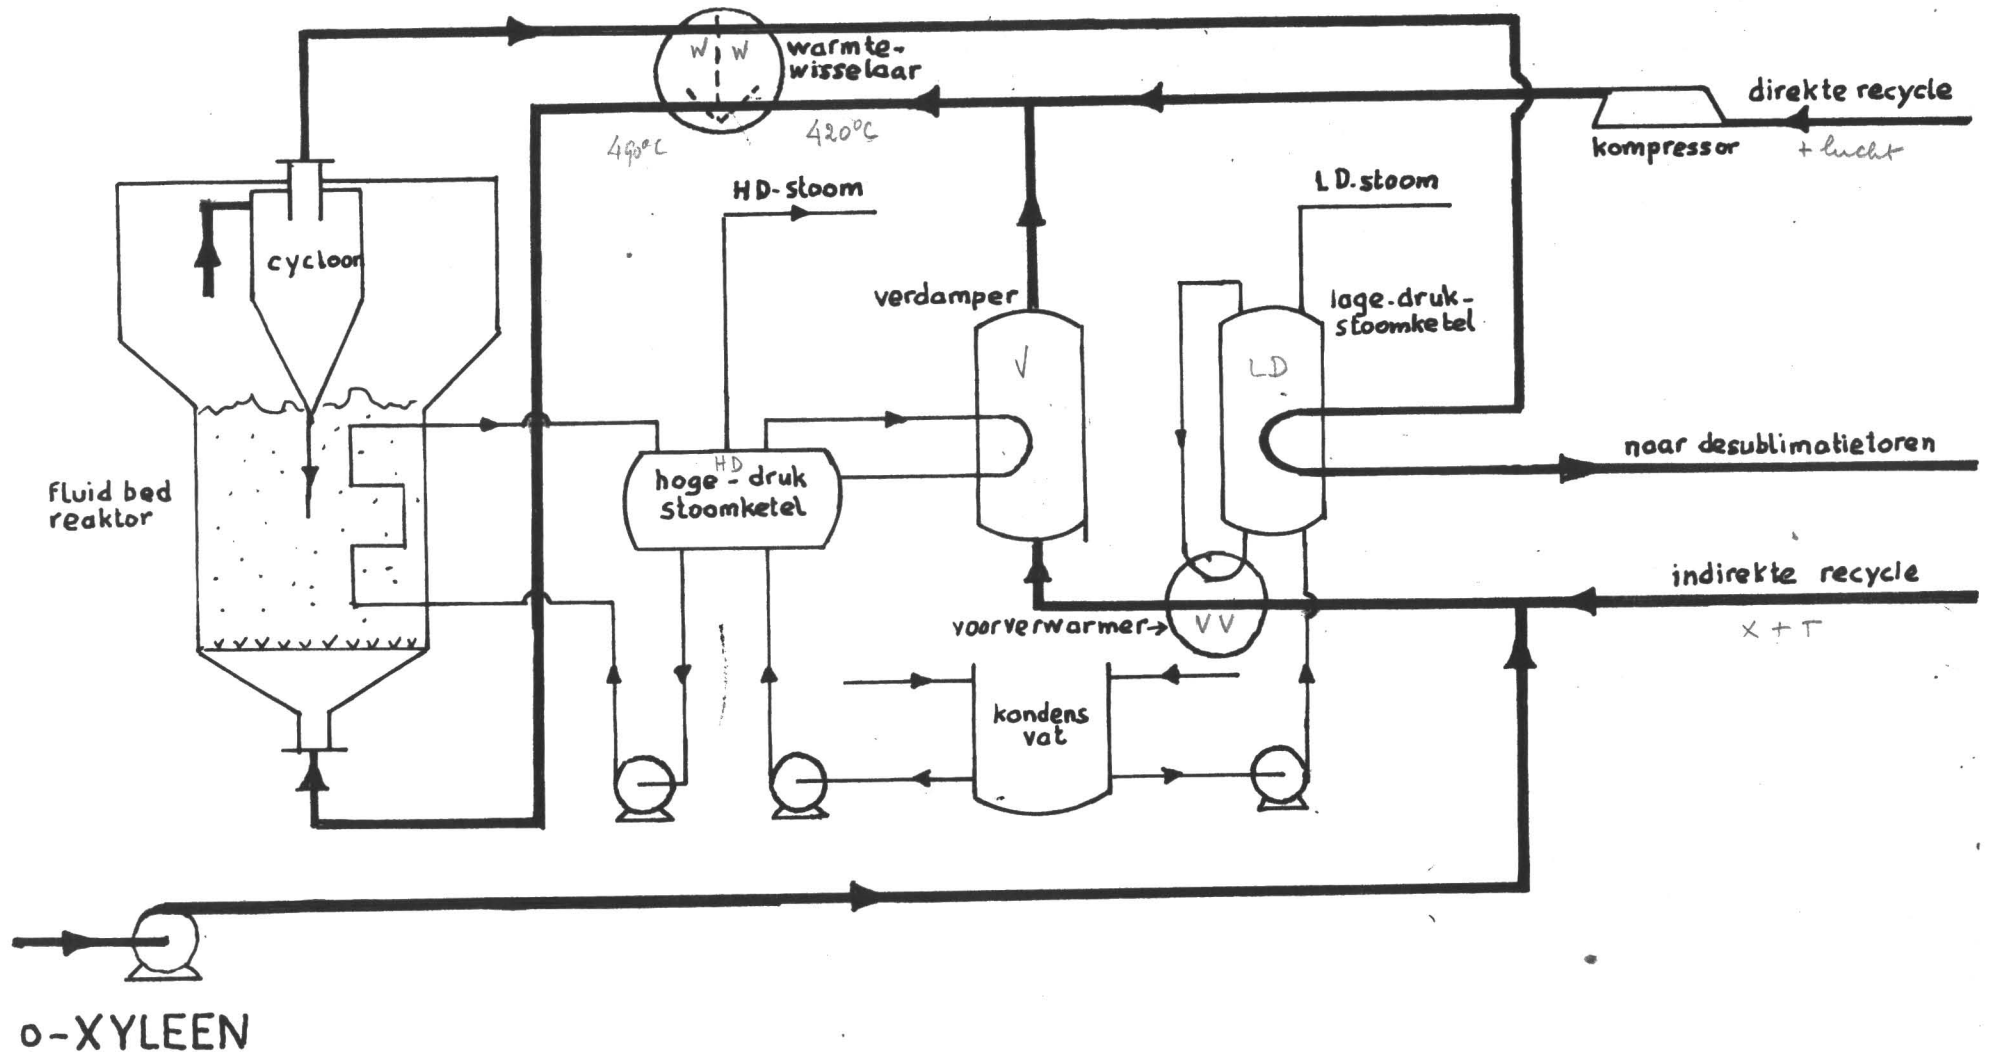 W W
warmte-
wisselaar
direkte recycle
490°C
420°C
kompressor
+ lucht
HD-stoom
LD.stoom
cycloon
verdamper
lage-druk-
stoomketel
V
LD
fluid bed
reaktor
HD
hoge-druk
stoomketel
naar desublimatietoren
indirekte recycle
X + T
voorverwarmer→
VV
kondens
vat
o-XYLEEN